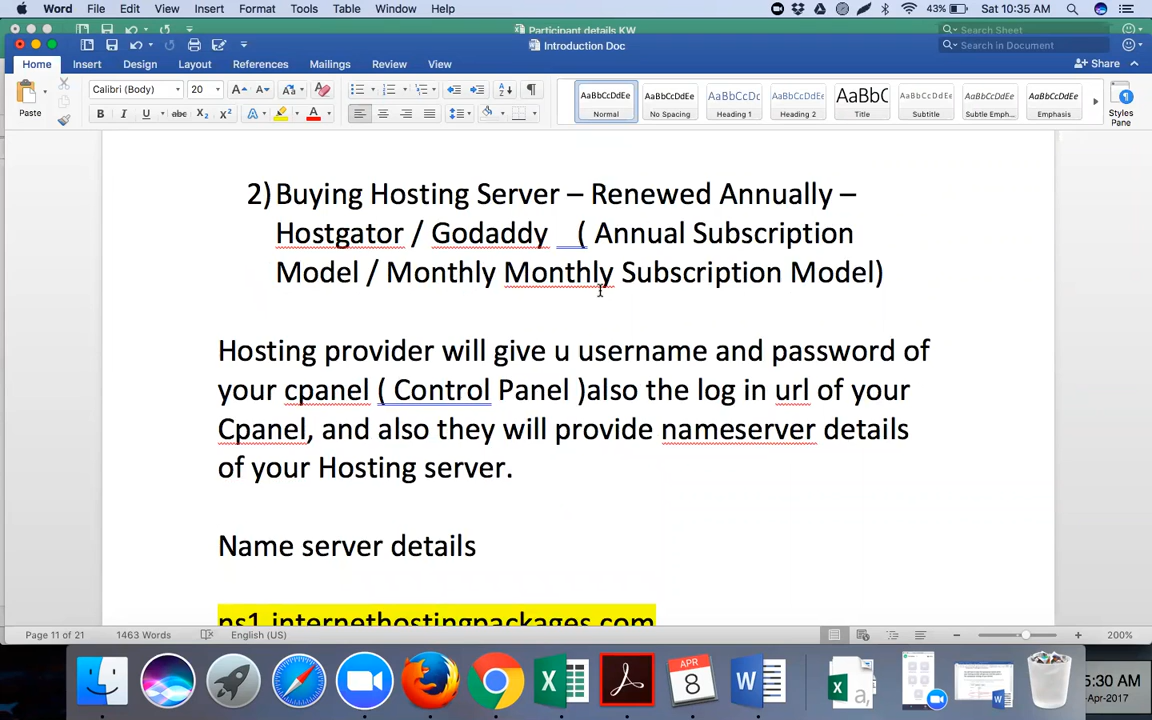 Word File Edit View Insert Format Tools Table Window Help 43% Sat 10:35 AM
Participant details KW Search Sheet
Introduction Doc Search in Document
Home Insert Design Layout References Mailings Review View Share
Paste Calibri (Body) 20 A A Aa A ¶ AaBbCcDdEe AaBbCcDdEe AaBbCcDc AaBbCcDdEe AaBbC AaBbCcDdEe AaBbCcDdEe AaBbCcDdEe
B I U abc X2 X2 A A Normal No Spacing Heading 1 Heading 2 Title Subtitle Subtle Emph... Emphasis Styles Pane
2) Buying Hosting Server – Renewed Annually –
Hostgator / Godaddy ( Annual Subscription
Model / Monthly Monthly Subscription Model)
Hosting provider will give u username and password of
your cpanel ( Control Panel )also the log in url of your
Cpanel, and also they will provide nameserver details
of your Hosting server.
Name server details
ns1.internethostingpackages.com
Page 11 of 21 1463 Words English (US) 200%
APR 8
5:30 AM
-Apr-2017